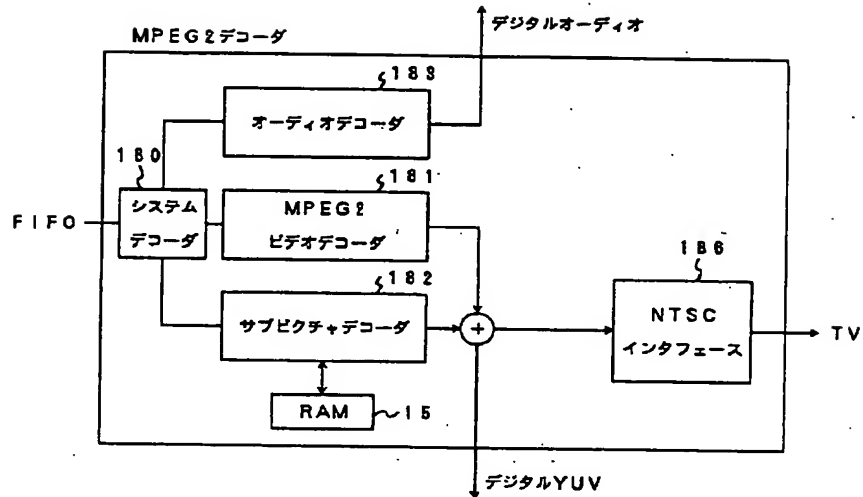 デジタルオーディオ
MPEG2デコーダ
183
オーディオデコーダ
180
181
システム
デコーダ
FIFO
MPEG2
ビデオデコーダ
182
186
サブピクチャデコーダ
NTSC
インタフェース
TV
RAM
15
デジタルYUV